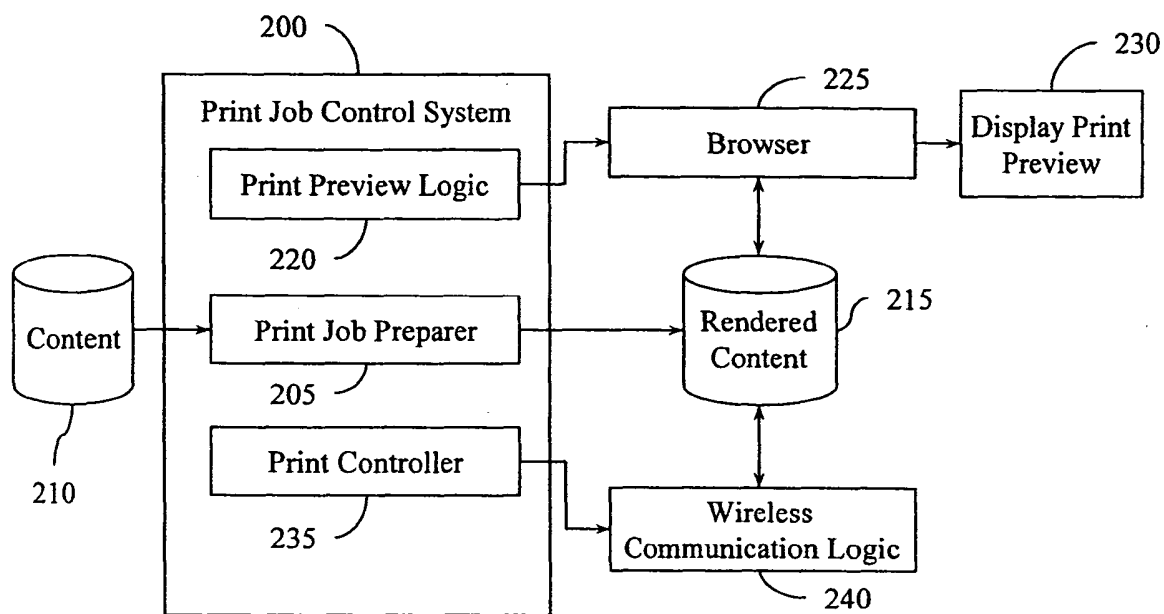 200
230
225
Print Job Control System
Browser
Display Print
Preview
Print Preview Logic
220
Content
Print Job Preparer
Rendered
Content
215
205
Print Controller
210
235
Wireless
Communication Logic
240